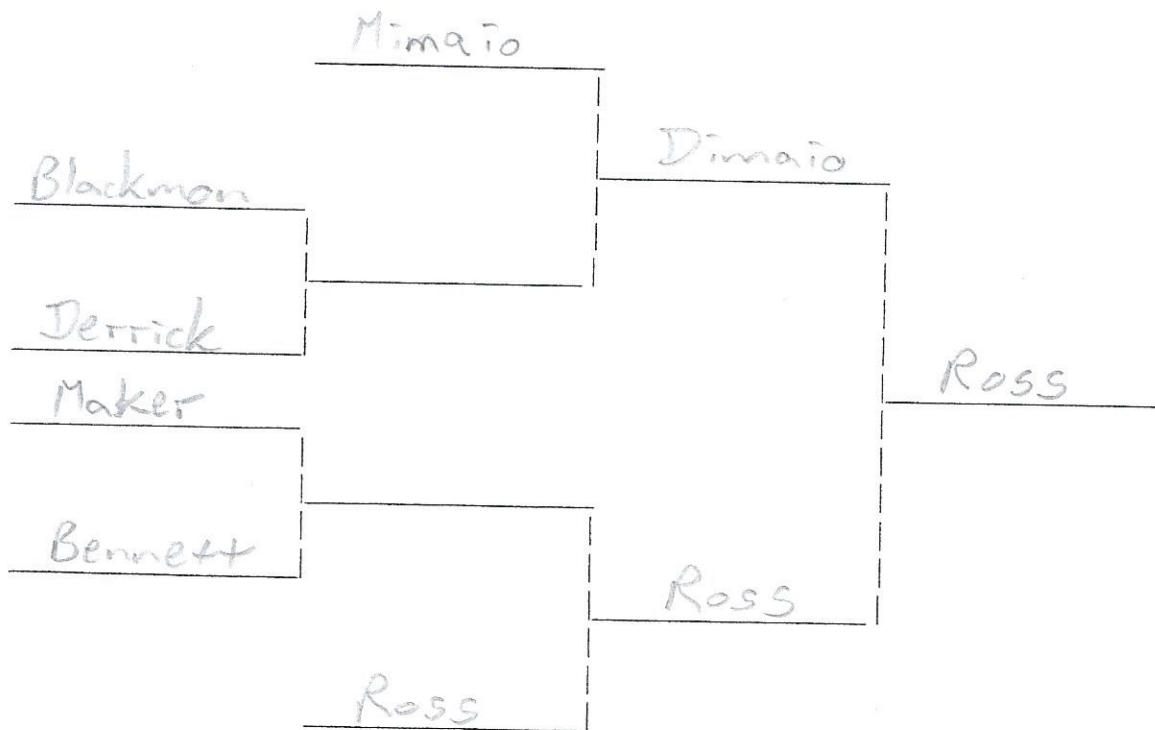 Mimaio
Dimaio
Blackmon
Derrick
Ross
Maker
Bennett
Ross
Ross